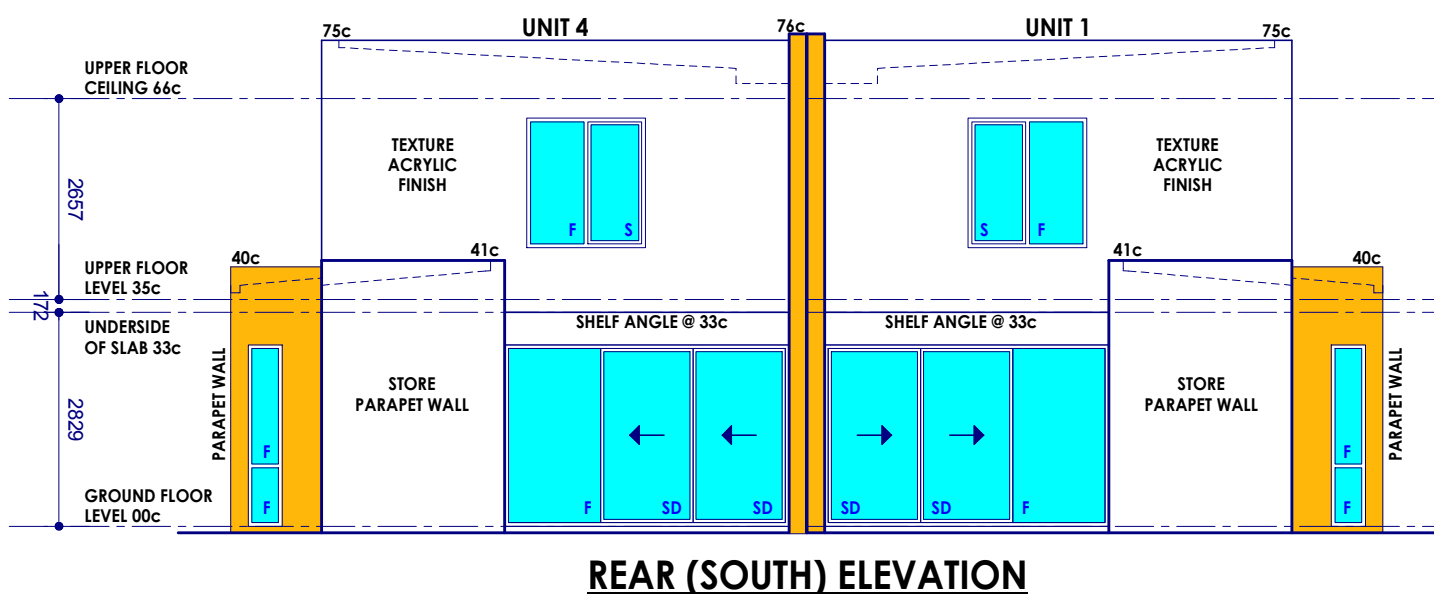 UNIT 4
UNIT 1
75c
76c
75c
UPPER FLOOR
CEILING 66c
TEXTURE
ACRYLIC
FINISH
TEXTURE
ACRYLIC
FINISH
2657
F
S
S
F
40c
41c
41c
40c
UPPER FLOOR
LEVEL 35c
172
UNDERSIDE
OF SLAB 33c
SHELF ANGLE @ 33c
SHELF ANGLE @ 33c
PARAPET WALL
STORE
PARAPET WALL
STORE
PARAPET WALL
PARAPET WALL
2829
F
F
GROUND FLOOR
LEVEL 00c
F
F
SD
SD
SD
SD
F
F
REAR (SOUTH) ELEVATION